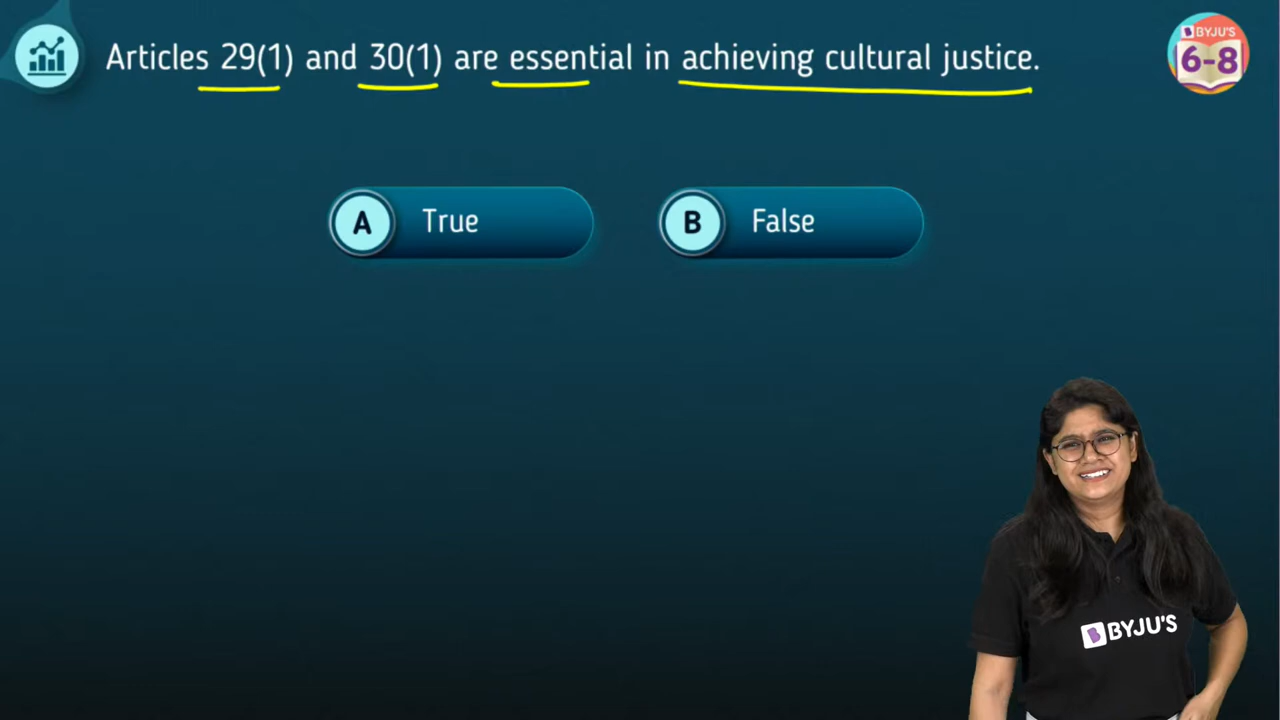 Articles 29(1) and 30(1) are essential in achieving cultural justice.
BYJU'S
6-8
A True
B False
BYJU'S